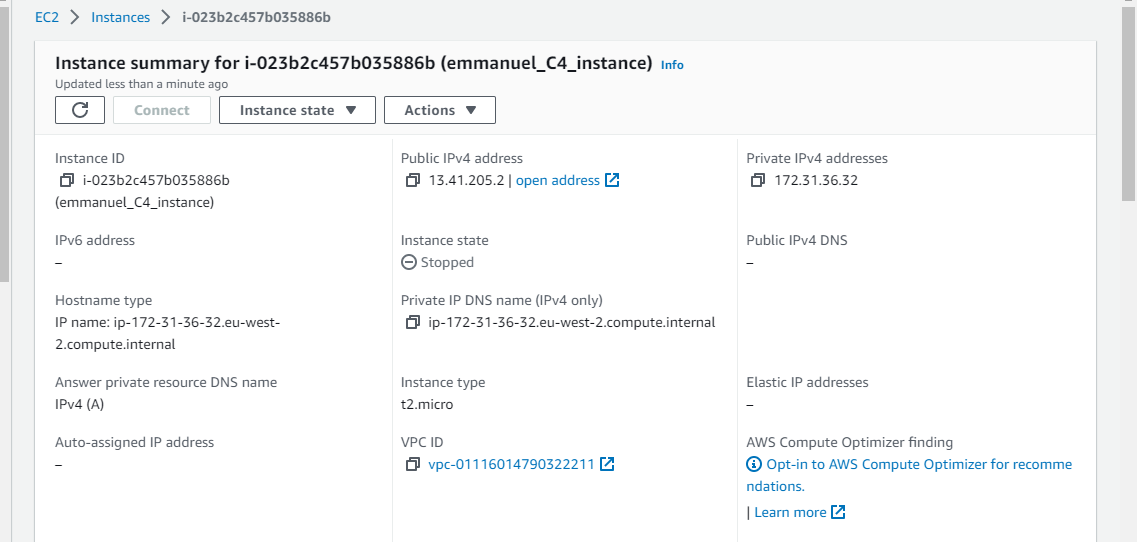 EC2 > Instances > i-023b2c457b035886b
Instance summary for i-023b2c457b035886b (emmanuel_C4_instance) Info
Updated less than a minute ago
Connect Instance state Actions
Instance ID
i-023b2c457b035886b
(emmanuel_C4_instance)
Public IPv4 address
13.41.205.2 | open address
Private IPv4 addresses
172.31.36.32
IPv6 address
–
Instance state
Stopped
Public IPv4 DNS
–
Hostname type
IP name: ip-172-31-36-32.eu-west-
2.compute.internal
Private IP DNS name (IPv4 only)
ip-172-31-36-32.eu-west-2.compute.internal
Answer private resource DNS name
IPv4 (A)
Instance type
t2.micro
Elastic IP addresses
–
Auto-assigned IP address
–
VPC ID
vpc-01116014790322211
AWS Compute Optimizer finding
Opt-in to AWS Compute Optimizer for recomme
ndations.
| Learn more